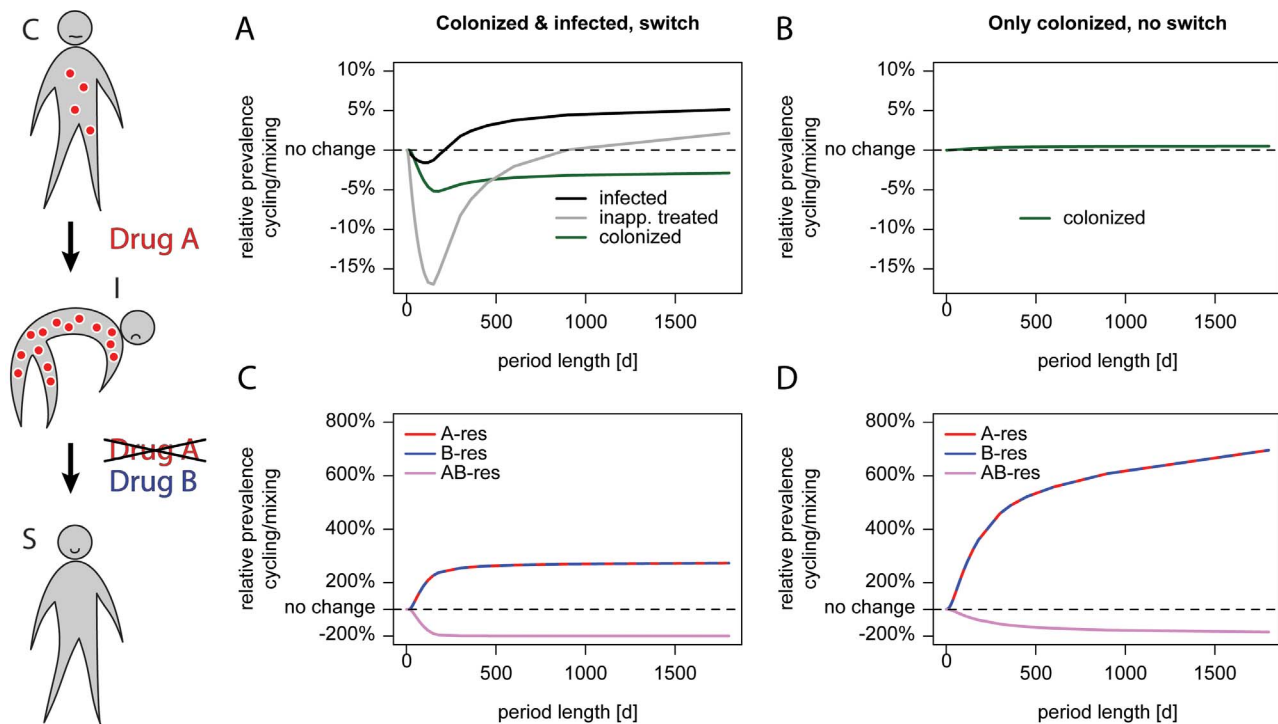 C
Drug A
I
Drug A
Drug B
S
A
Colonized & infected, switch
relative prevalence
cycling/mixing
10%
5%
no change
-5%
-10%
-15%
infected
inapp. treated
colonized
0
500
1000
1500
period length [d]
B
Only colonized, no switch
relative prevalence
cycling/mixing
10%
5%
no change
-5%
-10%
-15%
colonized
0
500
1000
1500
period length [d]
C
relative prevalence
cycling/mixing
800%
600%
400%
200%
no change
-200%
A-res
B-res
AB-res
0
500
1000
1500
period length [d]
D
relative prevalence
cycling/mixing
800%
600%
400%
200%
no change
-200%
A-res
B-res
AB-res
0
500
1000
1500
period length [d]